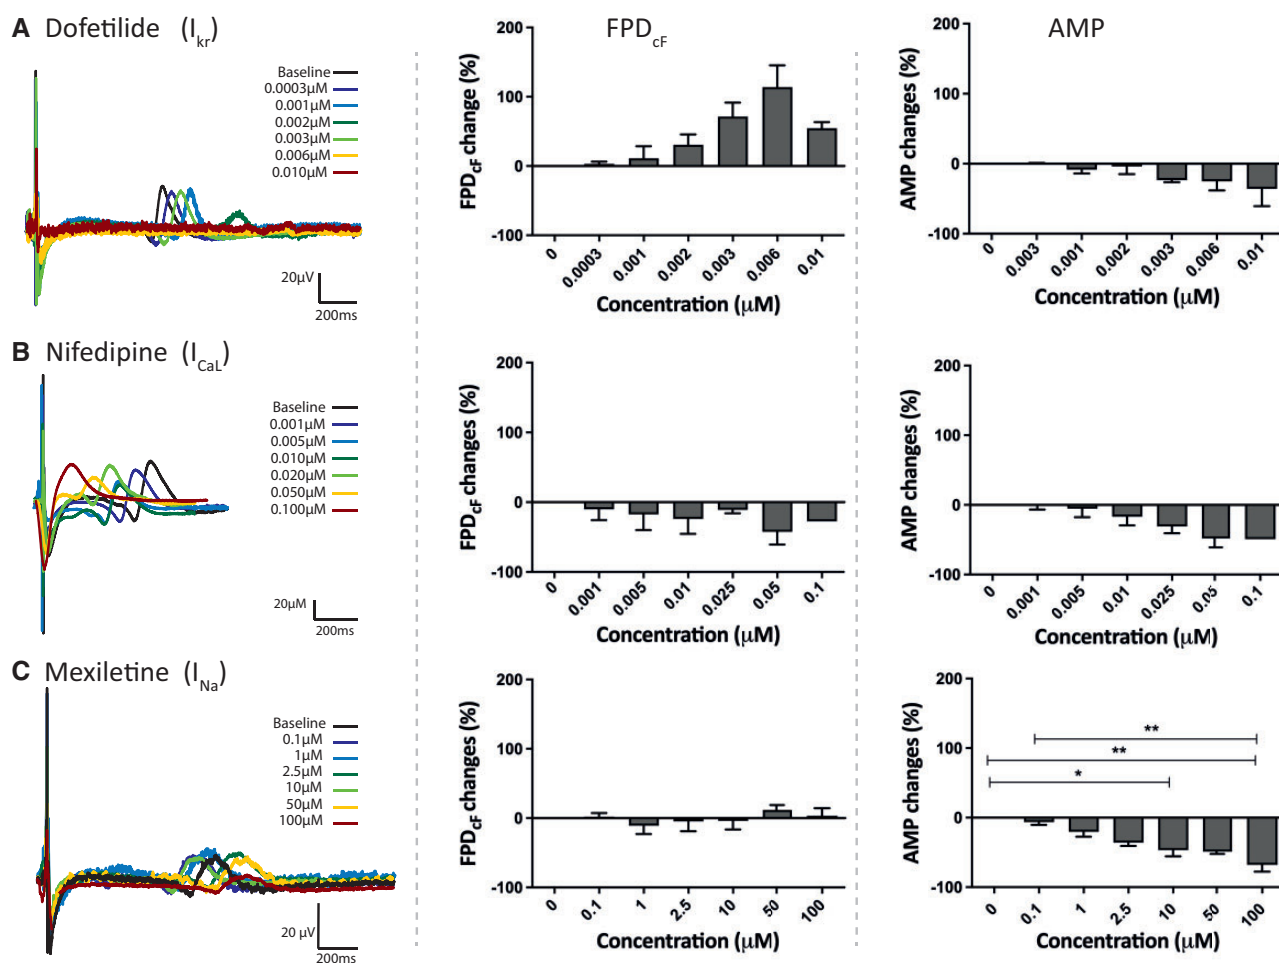 A Dofetilide (Ikr)
Baseline
0.0003µM
0.001µM
0.002µM
0.003µM
0.006µM
0.010µM
20µV
200ms
FPDcF
200
100
0
-100
FPDcF change (%)
0 0.0003 0.001 0.002 0.003 0.006 0.01
Concentration (µM)
AMP
200
100
0
-100
AMP changes (%)
0 0.003 0.001 0.002 0.003 0.006 0.01
Concentration (µM)
B Nifedipine (ICaL)
Baseline
0.001µM
0.005µM
0.010µM
0.020µM
0.050µM
0.100µM
20µM
200ms
200
100
0
-100
FPDcF changes (%)
0 0.001 0.005 0.01 0.025 0.05 0.1
Concentration (µM)
200
100
0
-100
AMP changes (%)
0 0.001 0.005 0.01 0.025 0.05 0.1
Concentration (µM)
C Mexiletine (INa)
Baseline
0.1µM
1µM
2.5µM
10µM
50µM
100µM
20 µV
200ms
200
100
0
-100
FPDcF changes (%)
0 0.1 1 2.5 10 50 100
Concentration (µM)
200
100
0
-100
AMP changes (%)
**
**
*
0 0.1 1 2.5 10 50 100
Concentration (µM)